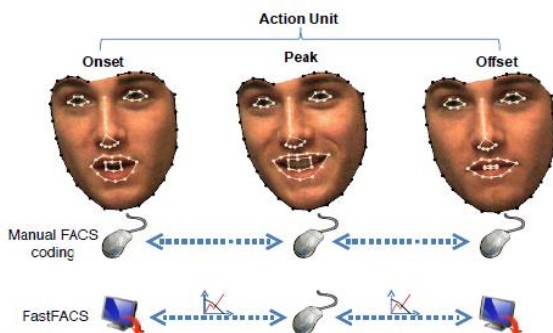 Action Unit
Onset
Peak
Offset
Manual FACS
coding
FastFACS